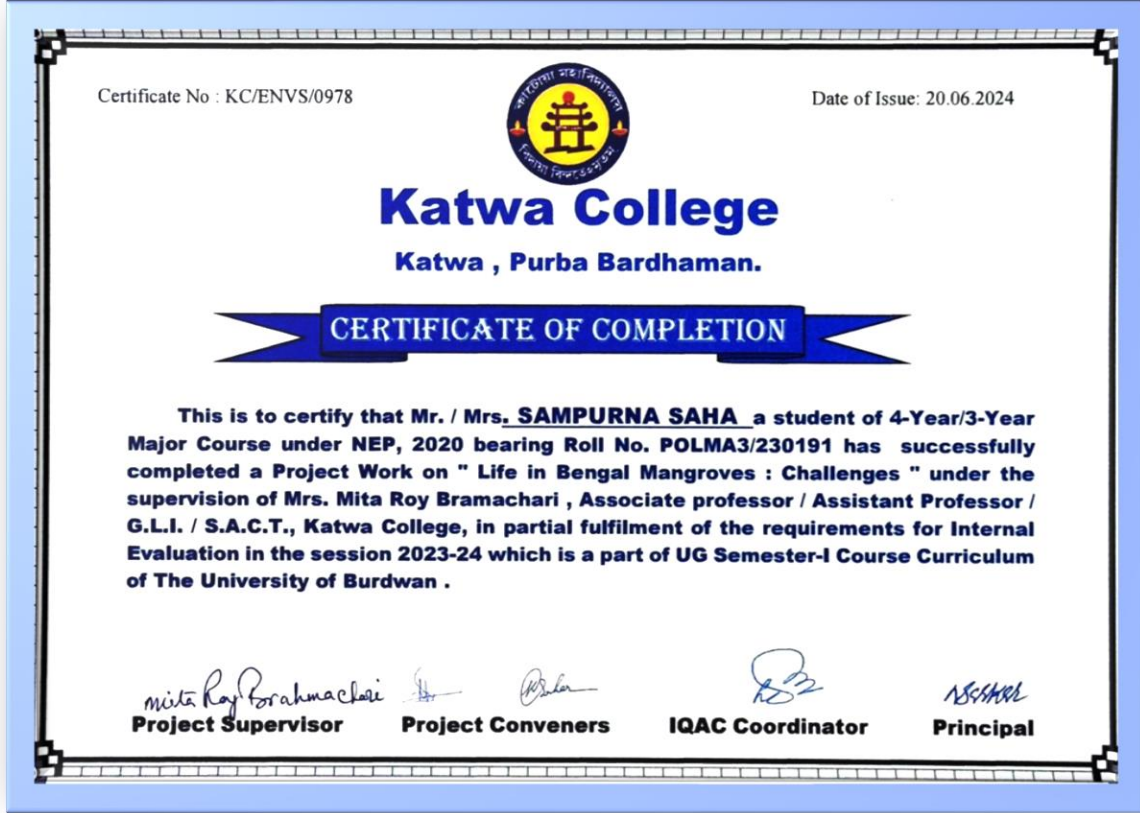 Certificate No : KC/ENVS/0978
Date of Issue: 20.06.2024
কাটোয়া মহাবিদ্যালয়
Katwa College
Katwa , Purba Bardhaman.
CERTIFICATE OF COMPLETION
This is to certify that Mr. / Mrs. SAMPURNA SAHA a student of 4-Year/3-Year
Major Course under NEP, 2020 bearing Roll No. POLMA3/230191 has successfully
completed a Project Work on " Life in Bengal Mangroves : Challenges " under the
supervision of Mrs. Mita Roy Bramachari , Associate professor / Assistant Professor /
G.L.I. / S.A.C.T., Katwa College, in partial fulfilment of the requirements for Internal
Evaluation in the session 2023-24 which is a part of UG Semester-I Course Curriculum
of The University of Burdwan .
Mita Roy Brahmachari
Project Supervisor
Project Conveners
IQAC Coordinator
Principal